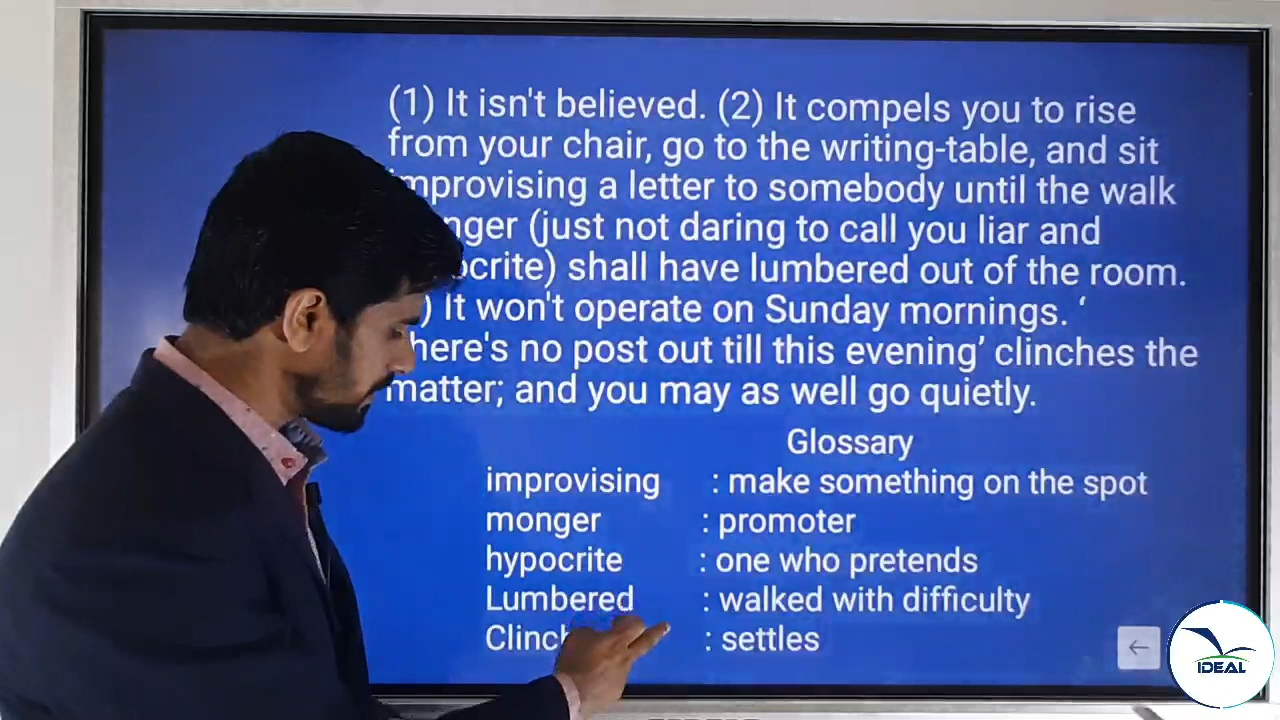 (1) It isn't believed. (2) It compels you to rise
from your chair, go to the writing-table, and sit
improvising a letter to somebody until the walk
(just not daring to call you liar and
shall have lumbered out of the room.
It won't operate on Sunday mornings. ‘
no post out till this evening’ clinches the
matter; and you may as well go quietly.
Glossary
improvising : make something on the spot
monger : promoter
hypocrite : one who pretends
Lumbered : walked with difficulty
: settles
IDEAL